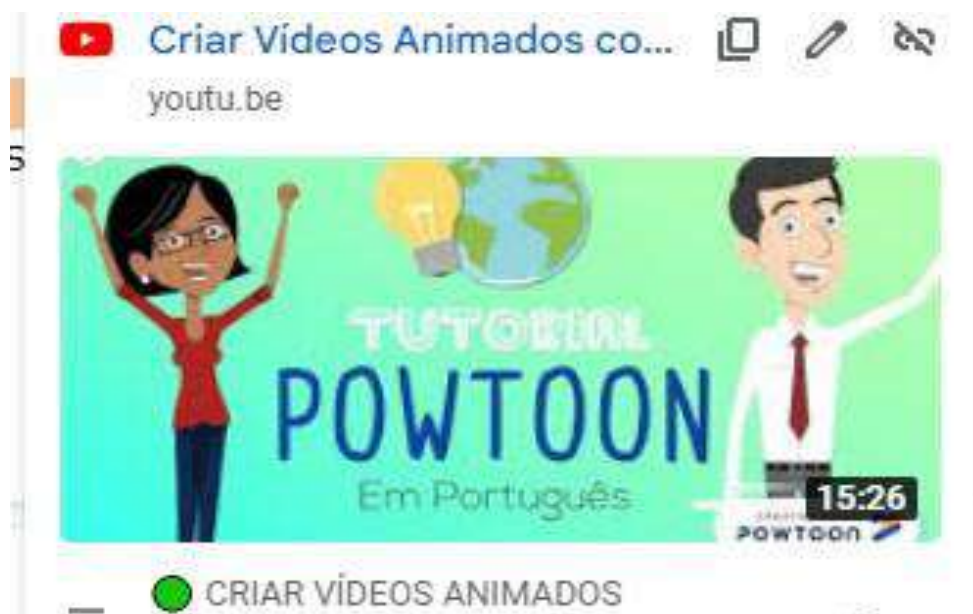 Criar Vídeos Animados co...
youtu.be
S
TUTORIAL
POWTOON
Em Português
15:26
POWTOON
CRIAR VÍDEOS ANIMADOS